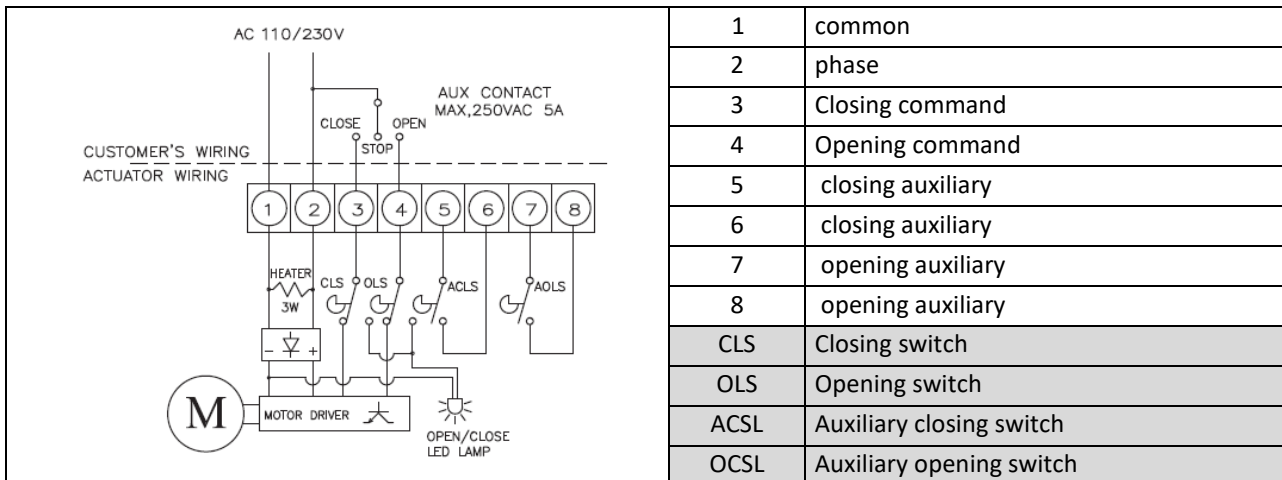 AC 110/230V
AUX CONTACT
MAX,250VAC 5A
CLOSE
OPEN
STOP
CUSTOMER'S WIRING
ACTUATOR WIRING
1 2 3 4 5 6 7 8
HEATER
3W
CLS
OLS
ACLS
AOLS
- +
M
MOTOR DRIVER
OPEN/CLOSE
LED LAMP
1 common
2 phase
3 Closing command
4 Opening command
5 closing auxiliary
6 closing auxiliary
7 opening auxiliary
8 opening auxiliary
CLS Closing switch
OLS Opening switch
ACSL Auxiliary closing switch
OCSL Auxiliary opening switch